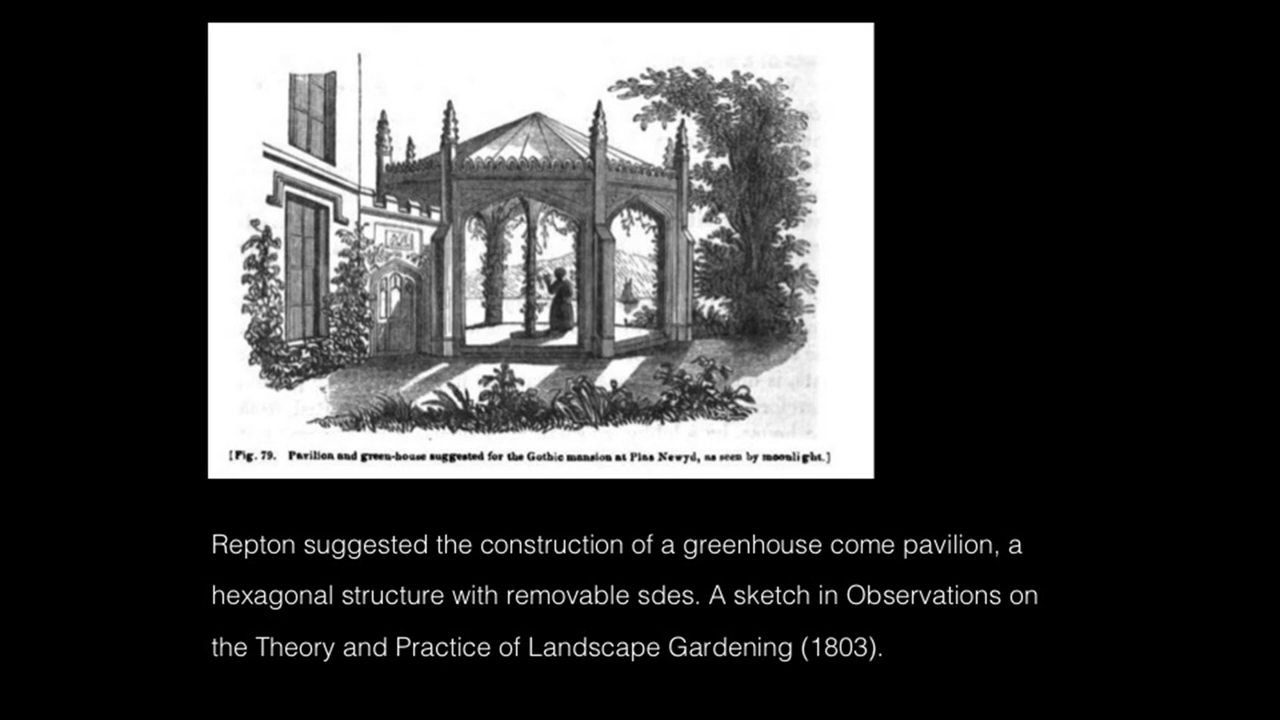 [Fig. 79. Pavilion and green-house suggested for the Gothic mansion at Plas Newyd, as seen by moonlight.]
Repton suggested the construction of a greenhouse come pavilion, a
hexagonal structure with removable sdes. A sketch in Observations on
the Theory and Practice of Landscape Gardening (1803).